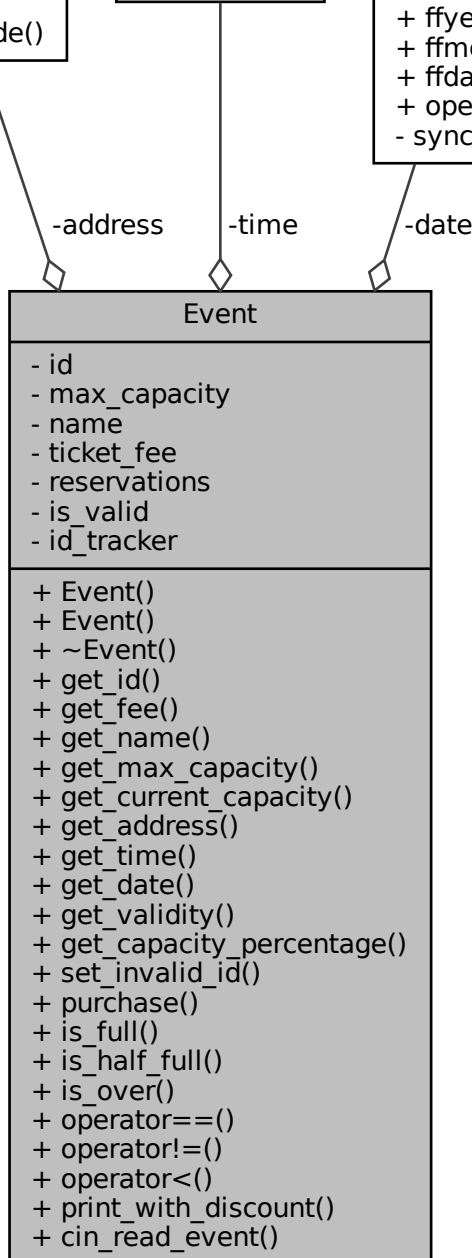 de()
+ ffye
+ ffm
+ ffda
+ ope
- sync
-address
-time
-date
Event
- id
- max_capacity
- name
- ticket_fee
- reservations
- is_valid
- id_tracker
+ Event()
+ Event()
+ ~Event()
+ get_id()
+ get_fee()
+ get_name()
+ get_max_capacity()
+ get_current_capacity()
+ get_address()
+ get_time()
+ get_date()
+ get_validity()
+ get_capacity_percentage()
+ set_invalid_id()
+ purchase()
+ is_full()
+ is_half_full()
+ is_over()
+ operator==()
+ operator!=()
+ operator<()
+ print_with_discount()
+ cin_read_event()